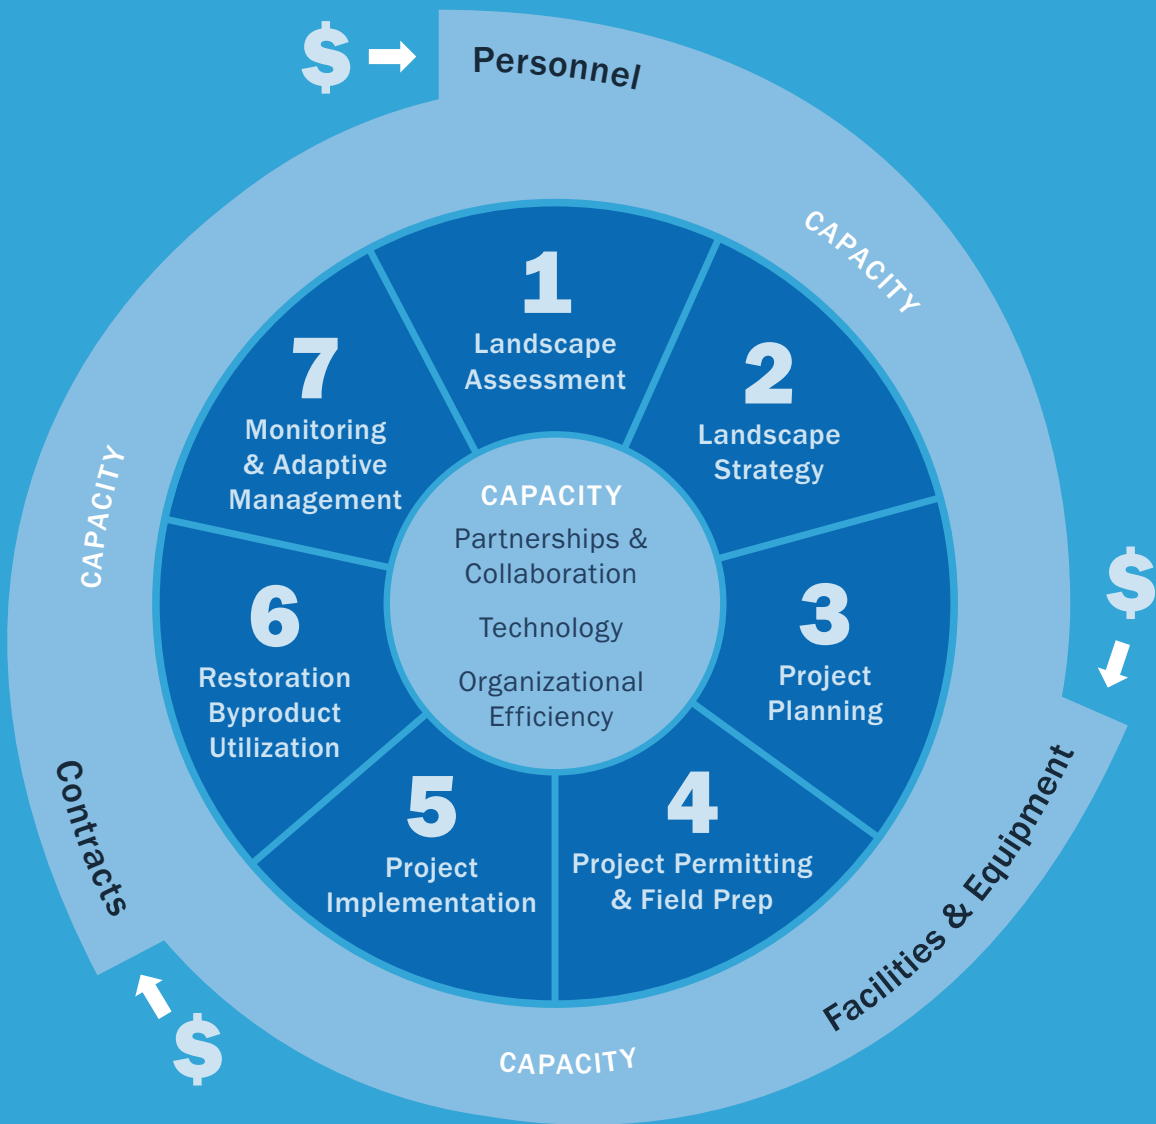 $
Personnel
CAPACITY
1
Landscape
Assessment
2
Landscape
Strategy
3
Project
Planning
4
Project Permitting
& Field Prep
5
Project
Implementation
6
Restoration
Byproduct
Utilization
7
Monitoring
& Adaptive
Management
CAPACITY
Partnerships &
Collaboration
Technology
Organizational
Efficiency
$
Facilities & Equipment
CAPACITY
$
Contracts
CAPACITY